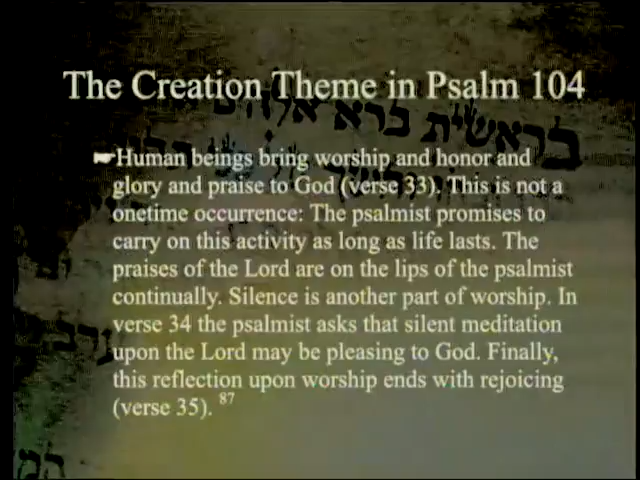 The Creation Theme in Psalm 104
בראשית ברא אלהים
☛Human beings bring worship and honor and
glory and praise to God (verse 33). This is not a
onetime occurrence: The psalmist promises to
carry on this activity as long as life lasts. The
praises of the Lord are on the lips of the psalmist
continually. Silence is another part of worship. In
verse 34 the psalmist asks that silent meditation
upon the Lord may be pleasing to God. Finally,
this reflection upon worship ends with rejoicing
(verse 35). 87